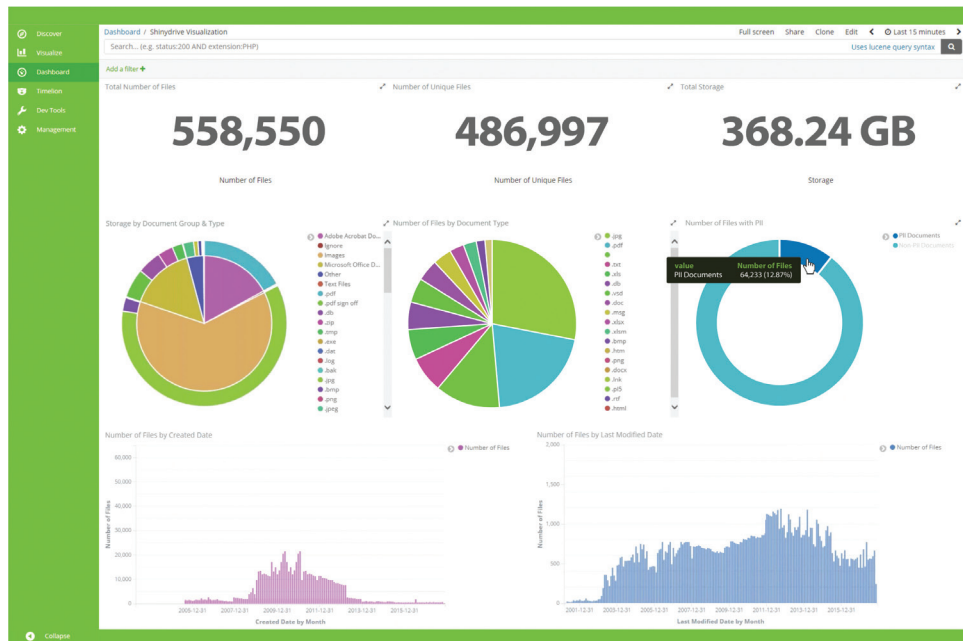 Discover
Visualize
Dashboard
Timelion
Dev Tools
Management
Collapse
Dashboard / Shinydrive Visualization
Full screen Share Clone Edit Last 15 minutes
Search... (e.g. status:200 AND extension:PHP)
Uses lucene query syntax
Add a filter +
Total Number of Files
558,550
Number of Files
Number of Unique Files
486,997
Number of Unique Files
Total Storage
368.24 GB
Storage
Storage by Document Group & Type
Adobe Acrobat Do...
Ignore
Images
Microsoft Office D...
Other
Text Files
.pdf
.pdf sign off
.db
.zip
.tmp
.exe
.dat
.log
.bak
.jpg
.bmp
.png
.jpeg
Number of Files by Document Type
.jpg
.pdf
.txt
.xls
.db
.vsd
.doc
.msg
.xlsx
.xlsm
.bmp
.htm
.png
.docx
.lnk
.rtf
.html
Number of Files with PII
PII Documents
Non-PII Documents
value Number of Files
PII Documents 64,233 (12.87%)
Number of Files by Created Date
Number of Files
Number of Files
60,000
50,000
40,000
30,000
20,000
10,000
0
2006-12-31 2007-12-31 2009-12-31 2011-12-31 2013-12-31 2015-12-31
Created Date by Month
Number of Files by Last Modified Date
Number of Files
Number of Files
2,000
1,500
1,000
500
0
2001-12-31 2003-12-31 2005-12-31 2007-12-31 2009-12-31 2011-12-31 2013-12-31 2015-12-31
Last Modified Date by Month